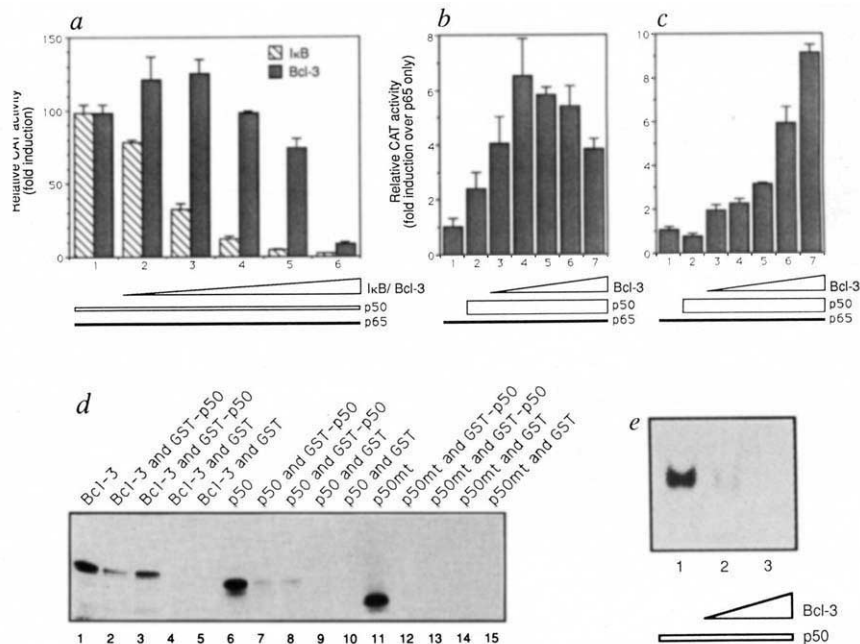 a
b
c
Relative CAT activity
(fold induction)
150
100
50
0
IκB
Bcl-3
1 2 3 4 5 6
IκB/ Bcl-3
p50
p65
Relative CAT activity
(fold induction over p65 only)
8
6
4
2
0
1 2 3 4 5 6 7
Bcl-3
p50
p65
10
8
6
4
2
0
1 2 3 4 5 6 7
Bcl-3
p50
p65
d
Bcl-3
Bcl-3 and GST-p50
Bcl-3 and GST-p50
Bcl-3 and GST
Bcl-3 and GST
p50
p50 and GST-p50
p50 and GST-p50
p50 and GST
p50 and GST
p50mt
p50mt and GST-p50
p50mt and GST-p50
p50mt and GST
p50mt and GST
1 2 3 4 5 6 7 8 9 10 11 12 13 14 15
e
1 2 3
Bcl-3
p50